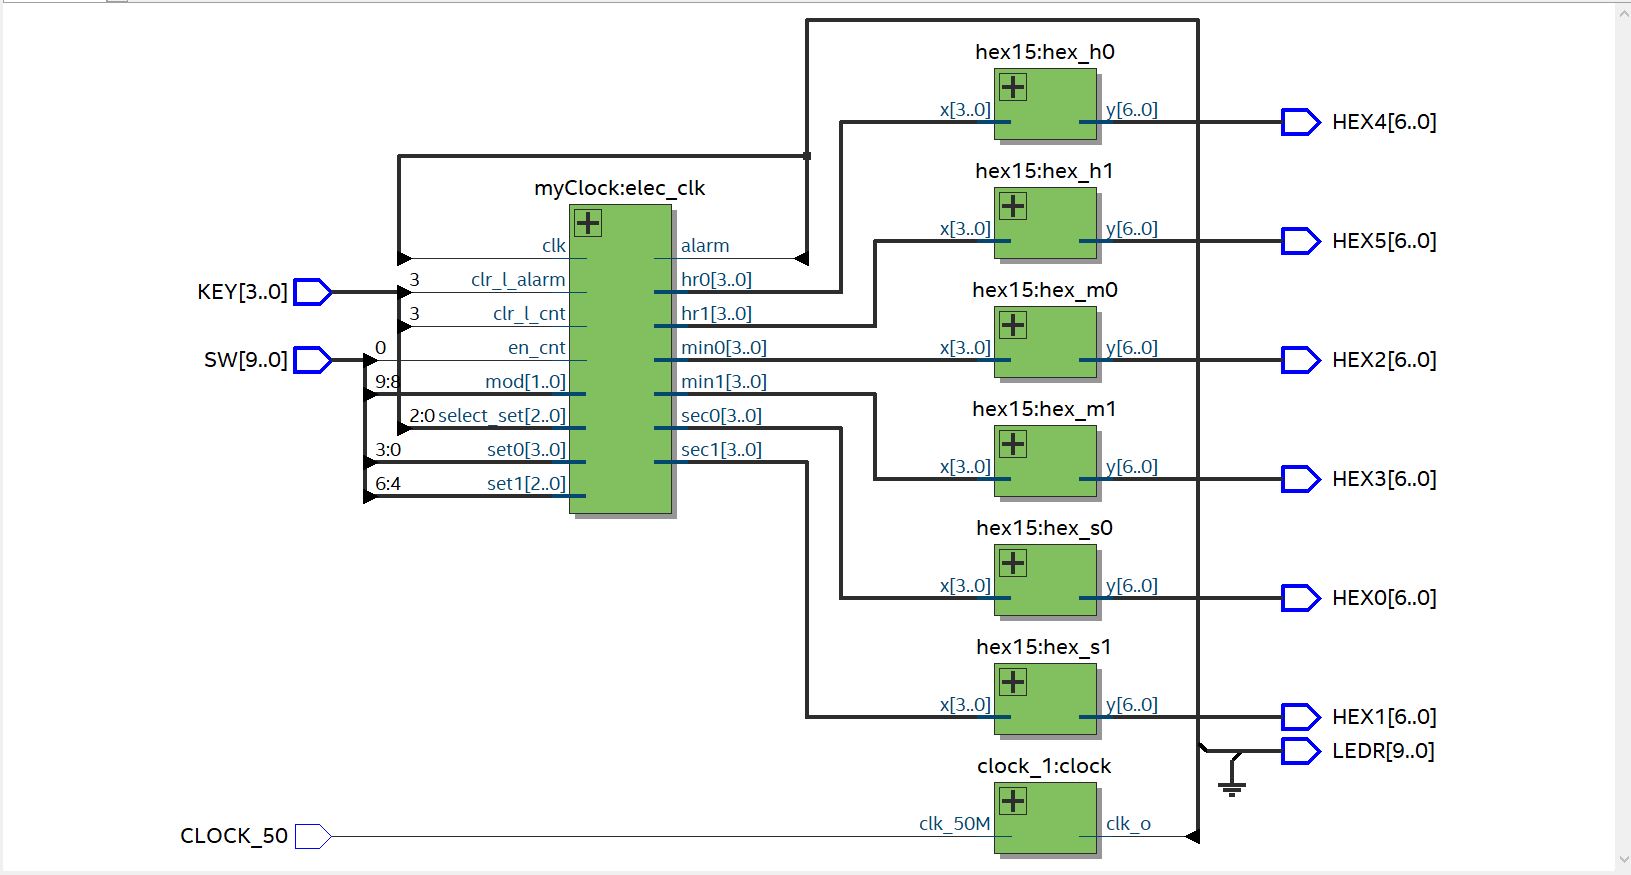 hex15:hex_h0
x[3..0] y[6..0]
HEX4[6..0]
hex15:hex_h1
x[3..0] y[6..0]
HEX5[6..0]
myClock:elec_clk
clk alarm
3 clr_l_alarm hr0[3..0]
KEY[3..0]
3 clr_l_cnt hr1[3..0]
0 en_cnt min0[3..0]
SW[9..0]
9:8 mod[1..0] min1[3..0]
2:0 select_set[2..0] sec0[3..0]
3:0 set0[3..0] sec1[3..0]
6:4 set1[2..0]
hex15:hex_m0
x[3..0] y[6..0]
HEX2[6..0]
hex15:hex_m1
x[3..0] y[6..0]
HEX3[6..0]
hex15:hex_s0
x[3..0] y[6..0]
HEX0[6..0]
hex15:hex_s1
x[3..0] y[6..0]
HEX1[6..0]
LEDR[9..0]
clock_1:clock
clk_50M clk_o
CLOCK_50